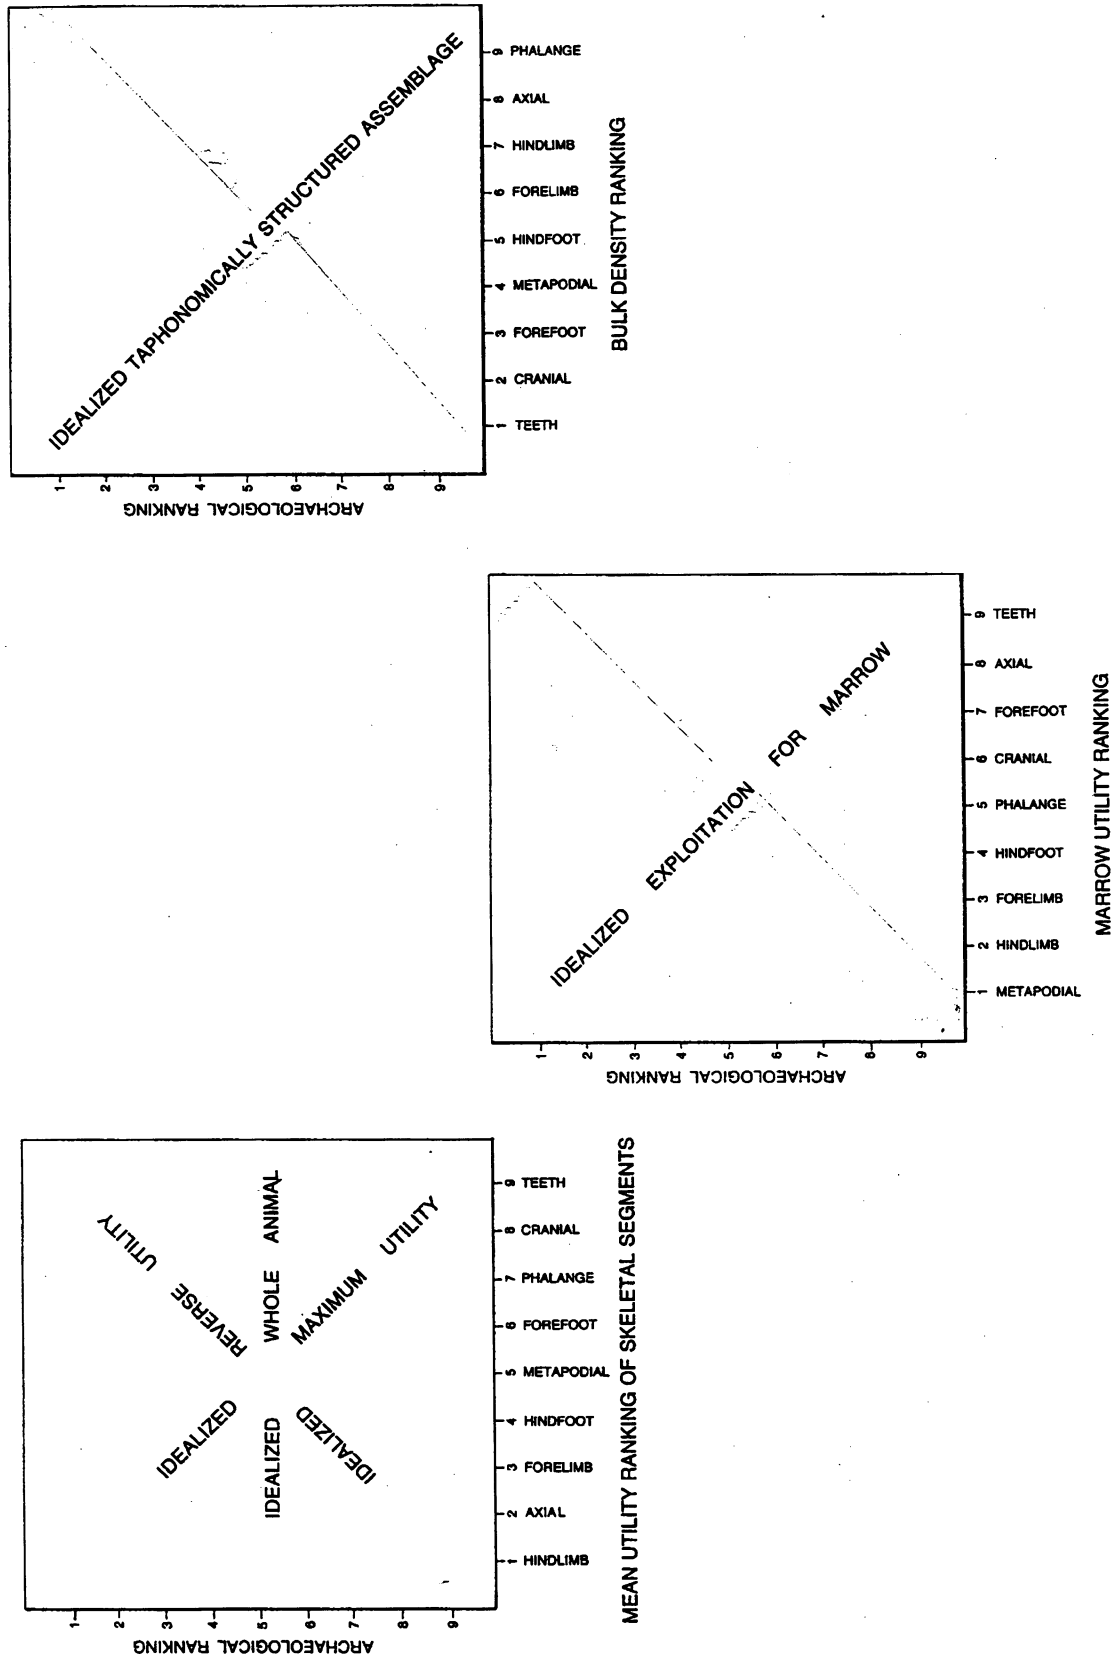 IDEALIZED TAPHONOMICALLY STRUCTURED ASSEMBLAGE
ARCHAEOLOGICAL RANKING
1
2
3
4
5
6
7
8
9
1 TEETH
2 CRANIAL
3 FOREFOOT
4 METAPODIAL
5 HINDFOOT
6 FORELIMB
7 HINDLIMB
8 AXIAL
9 PHALANGE
BULK DENSITY RANKING
IDEALIZED EXPLOITATION FOR MARROW
ARCHAEOLOGICAL RANKING
1
2
3
4
5
6
7
8
9
1 METAPODIAL
2 HINDLIMB
3 FORELIMB
4 HINDFOOT
5 PHALANGE
6 CRANIAL
7 FOREFOOT
8 AXIAL
9 TEETH
MARROW UTILITY RANKING
IDEALIZED REVERSE UTILITY
IDEALIZED WHOLE ANIMAL
IDEALIZED MAXIMUM UTILITY
ARCHAEOLOGICAL RANKING
1
2
3
4
5
6
7
8
9
1 HINDLIMB
2 AXIAL
3 FORELIMB
4 HINDFOOT
5 METAPODIAL
6 FOREFOOT
7 PHALANGE
8 CRANIAL
9 TEETH
MEAN UTILITY RANKING OF SKELETAL SEGMENTS